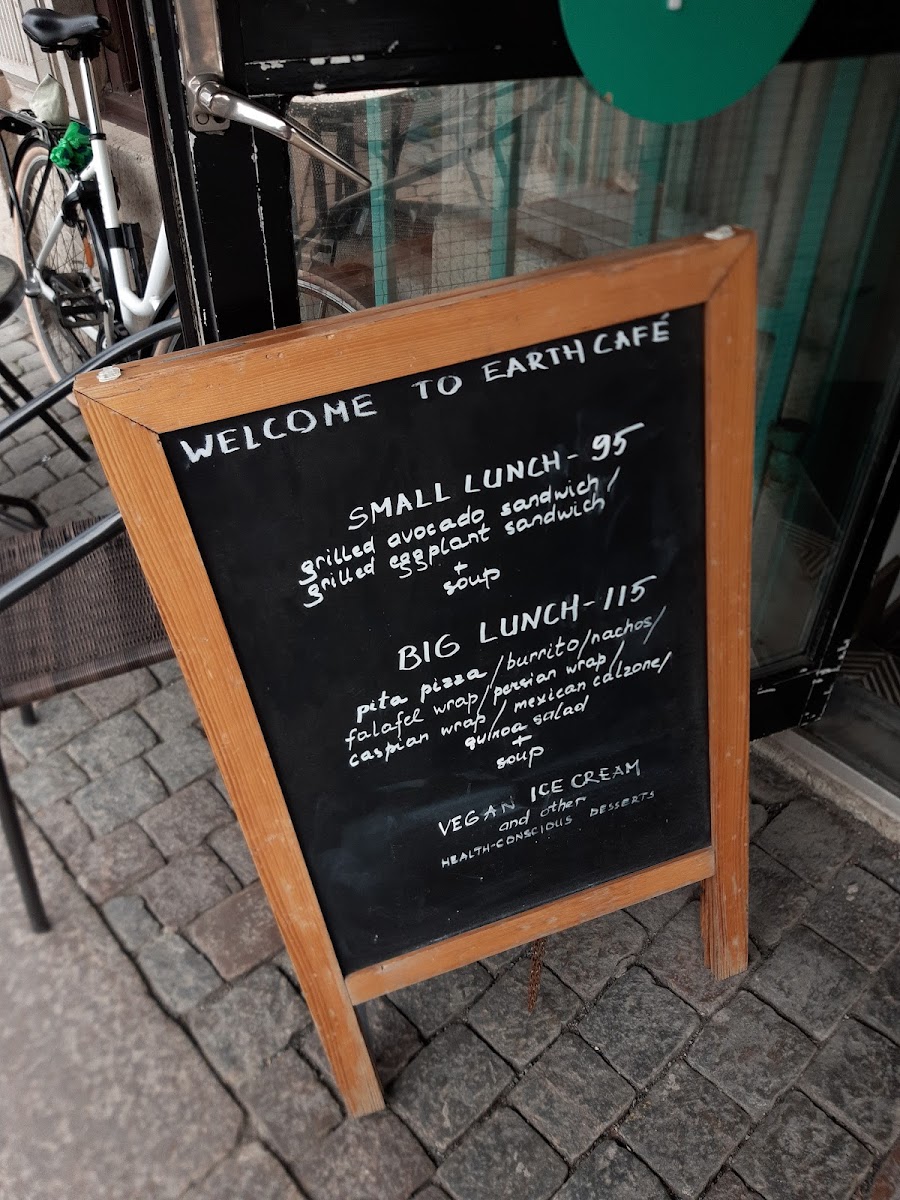 WELCOME TO EARTH CAFÉ
SMALL LUNCH - 95
grilled avocado sandwich /
grilled eggplant sandwich
+
soup
BIG LUNCH - 115
pita pizza / burrito / nachos /
falafel wrap / persian wrap /
caspian wrap / mexican calzone /
quinoa salad
+
soup
VEGAN ICE CREAM
and other
HEALTH-CONSCIOUS DESSERTS